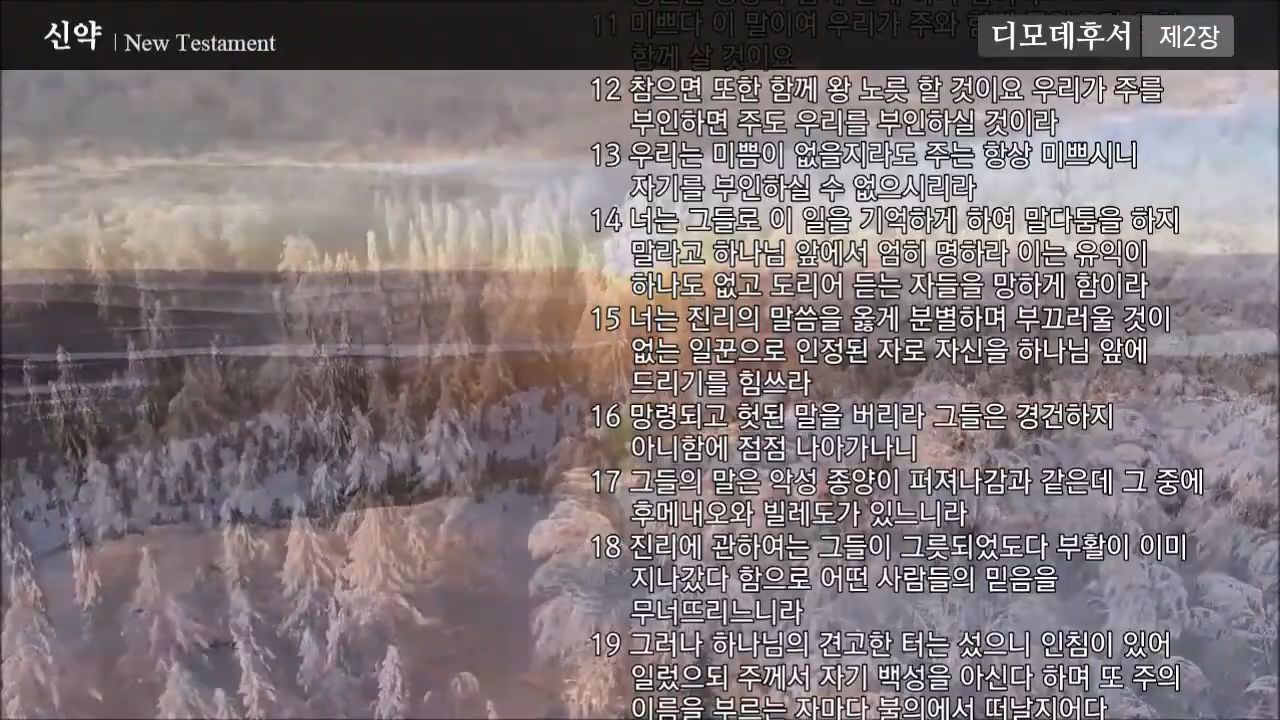 신약 | New Testament
디모데후서 제2장
11 미쁘다 이 말이여 우리가 주와
함께 살 것이요
12 참으면 또한 함께 왕 노릇 할 것이요 우리가 주를
부인하면 주도 우리를 부인하실 것이라
13 우리는 미쁨이 없을지라도 주는 항상 미쁘시니
자기를 부인하실 수 없으시리라
14 너는 그들로 이 일을 기억하게 하여 말다툼을 하지
말라고 하나님 앞에서 엄히 명하라 이는 유익이
하나도 없고 도리어 듣는 자들을 망하게 함이라
15 너는 진리의 말씀을 옳게 분별하며 부끄러울 것이
없는 일꾼으로 인정된 자로 자신을 하나님 앞에
드리기를 힘쓰라
16 망령되고 헛된 말을 버리라 그들은 경건하지
아니함에 점점 나아가나니
17 그들의 말은 악성 종양이 퍼져나감과 같은데 그 중에
후메내오와 빌레도가 있느니라
18 진리에 관하여는 그들이 그릇되었도다 부활이 이미
지나갔다 함으로 어떤 사람들의 믿음을
무너뜨리느니라
19 그러나 하나님의 견고한 터는 섰으니 인침이 있어
일렀으되 주께서 자기 백성을 아신다 하며 또 주의
이름을 부르는 자마다 불의에서 떠날지어다